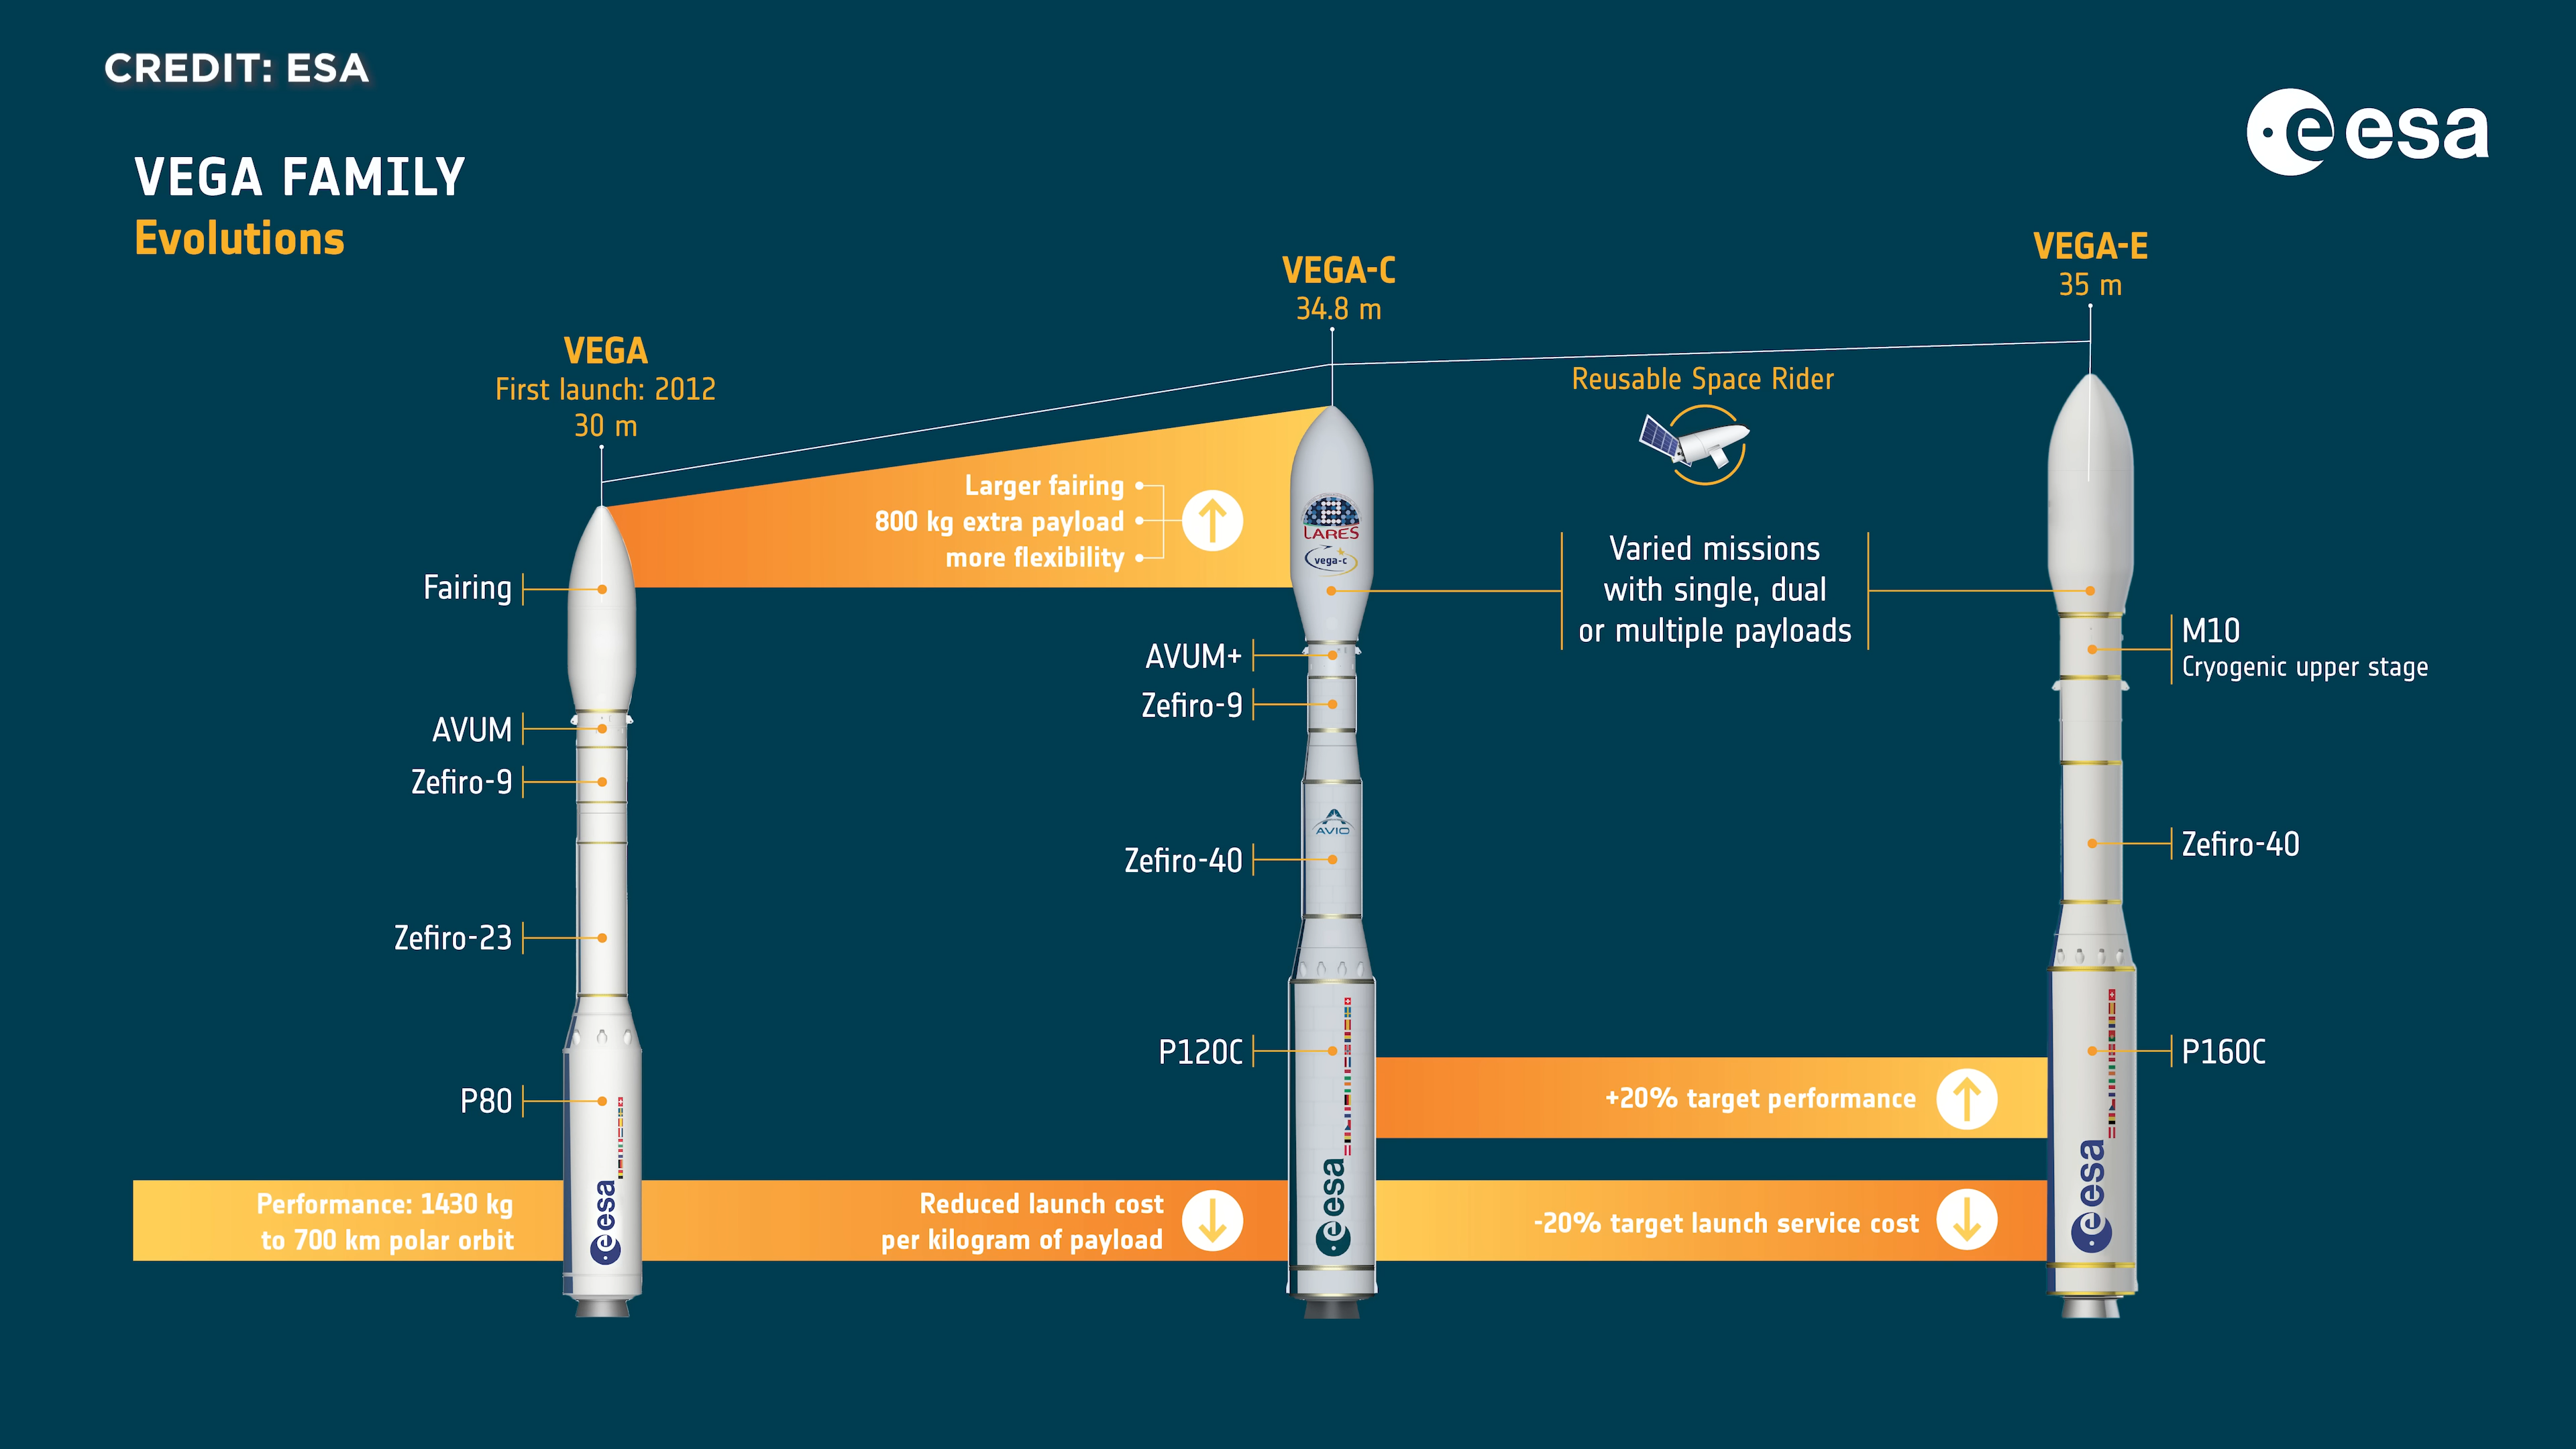 CREDIT: ESA
esa
VEGA FAMILY
Evolutions
VEGA
First launch: 2012
30 m
VEGA-C
34.8 m
VEGA-E
35 m
Reusable Space Rider
Larger fairing
800 kg extra payload
more flexibility
LARES
vega-c
Varied missions
with single, dual
or multiple payloads
Fairing
AVUM
Zefiro-9
Zefiro-23
P80
AVUM+
Zefiro-9
AVIO
Zefiro-40
P120C
M10
Cryogenic upper stage
Zefiro-40
P160C
+20% target performance
Performance: 1430 kg
to 700 km polar orbit
Reduced launch cost
per kilogram of payload
-20% target launch service cost
esa
esa
esa